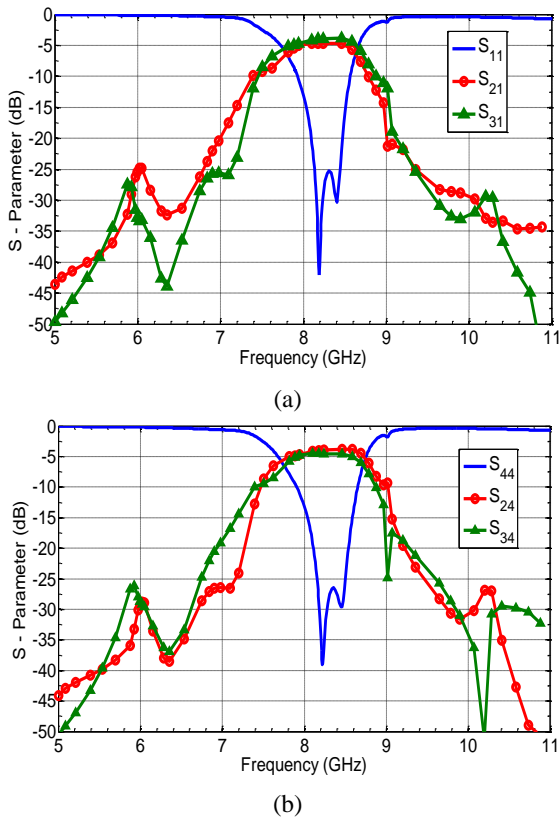 0
-5
-10
-15
-20
-25
-30
-35
-40
-45
-50
S - Parameter (dB)
S11
S21
S31
5 6 7 8 9 10 11
Frequency (GHz)
(a)
0
-5
-10
-15
-20
-25
-30
-35
-40
-45
-50
S - Parameter (dB)
S44
S24
S34
5 6 7 8 9 10 11
Frequency (GHz)
(b)